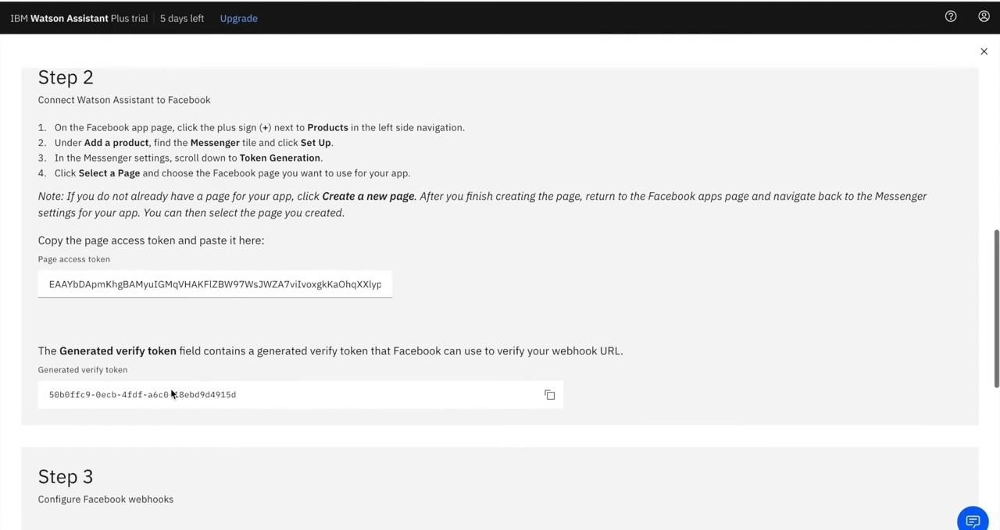 IBM Watson Assistant Plus trial 5 days left Upgrade
Step 2
Connect Watson Assistant to Facebook
1. On the Facebook app page, click the plus sign (+) next to Products in the left side navigation.
2. Under Add a product, find the Messenger tile and click Set Up.
3. In the Messenger settings, scroll down to Token Generation.
4. Click Select a Page and choose the Facebook page you want to use for your app.
Note: If you do not already have a page for your app, click Create a new page. After you finish creating the page, return to the Facebook apps page and navigate back to the Messenger
settings for your app. You can then select the page you created.
Copy the page access token and paste it here:
Page access token
EAAYbDApmKhgBAMyuIGMqVHAKFlZBW97WsJWZA7viIvoxgkKaOhqXXlyp
The Generated verify token field contains a generated verify token that Facebook can use to verify your webhook URL.
Generated verify token
Step 3
Configure Facebook webhooks